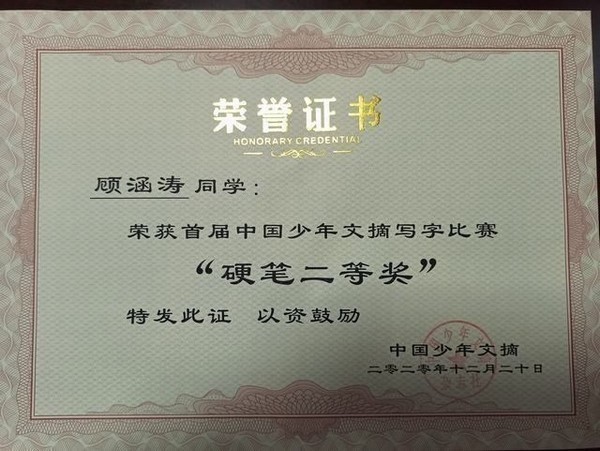 荣誉证书
HONORARY CREDENTIAL
顾涵涛 同学：
荣获首届中国少年文摘写字比赛
“硬笔二等奖”
特发此证 以资鼓励
中国少年文摘
二零二零年十二月二十日